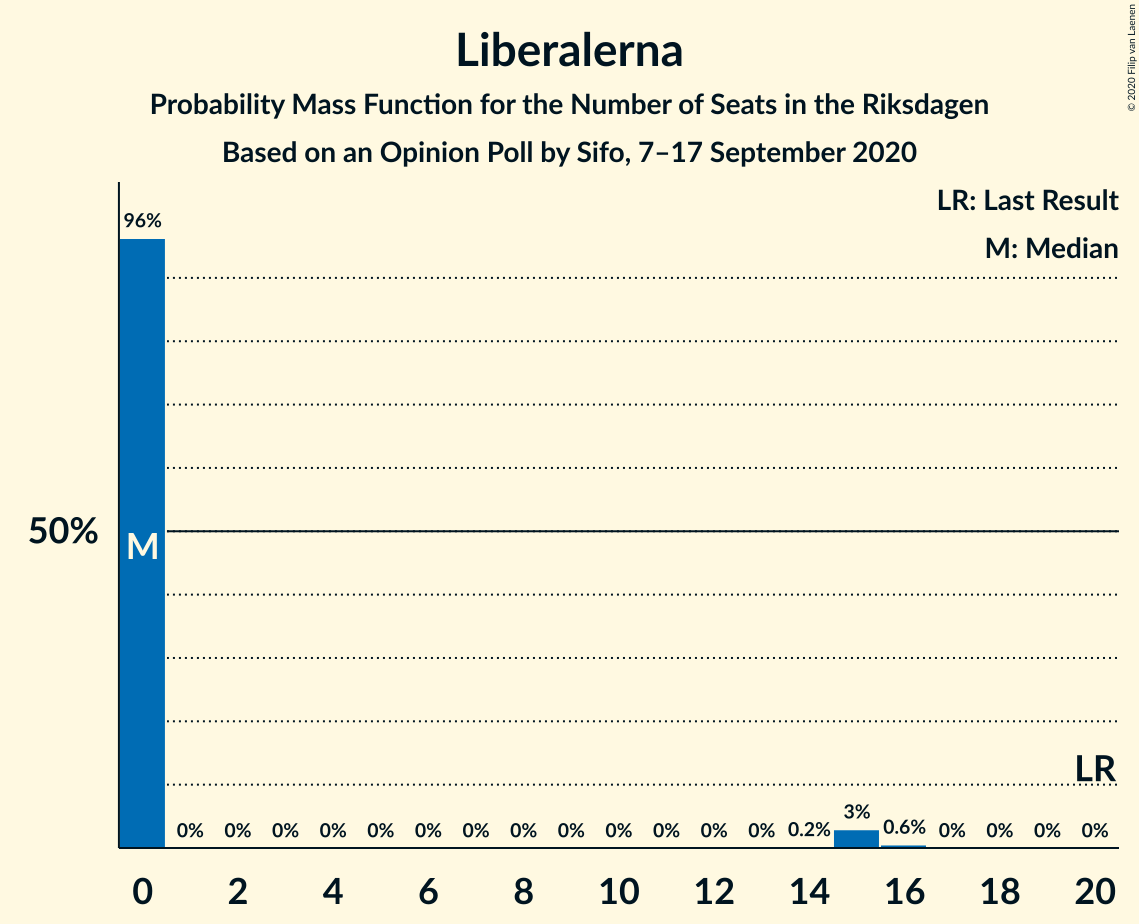 Liberalerna
Probability Mass Function for the Number of Seats in the Riksdagen
Based on an Opinion Poll by Sifo, 7–17 September 2020
© 2020 Filip van Laenen
LR: Last Result
M: Median
96%
50%
M
LR
0% 0% 0% 0% 0% 0% 0% 0% 0% 0% 0% 0% 0% 0.2% 3% 0.6% 0% 0% 0% 0%
0 2 4 6 8 10 12 14 16 18 20